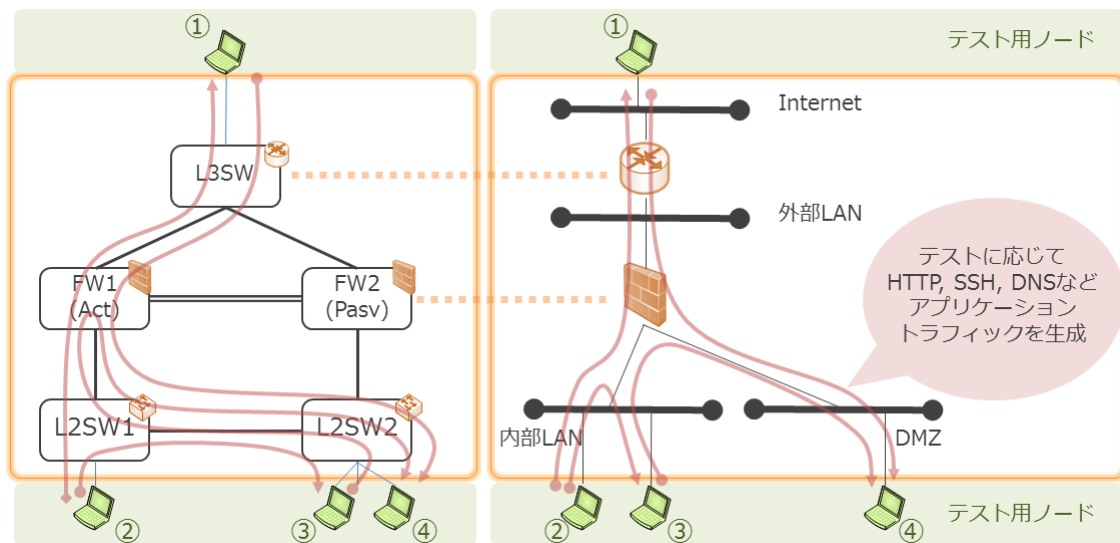 ①
L3SW
FW1
(Act)
FW2
(Pasv)
L2SW1
L2SW2
②
③
④
①
テスト用ノード
Internet
外部LAN
テストに応じて
HTTP, SSH, DNSなど
アプリケーション
トラフィックを生成
内部LAN
DMZ
②
③
④
テスト用ノード